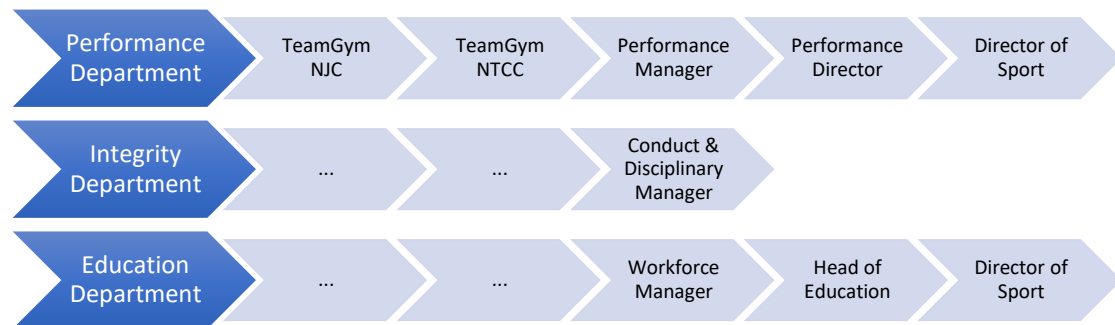 Performance
Department
TeamGym
NJC
TeamGym
NTCC
Performance
Manager
Performance
Director
Director of
Sport
Integrity
Department
...
...
Conduct &
Disciplinary
Manager
Education
Department
...
...
Workforce
Manager
Head of
Education
Director of
Sport